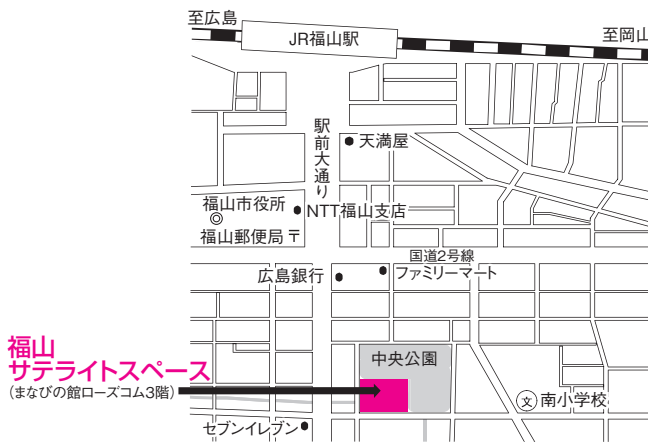 至広島
JR福山駅
至岡山
駅前大通り
天満屋
福山市役所
NTT福山支店
福山郵便局〒
国道2号線
広島銀行
ファミリーマート
福山
サテライトスペース
(まなびの館ローズコム3階)
中央公園
文 南小学校
セブンイレブン